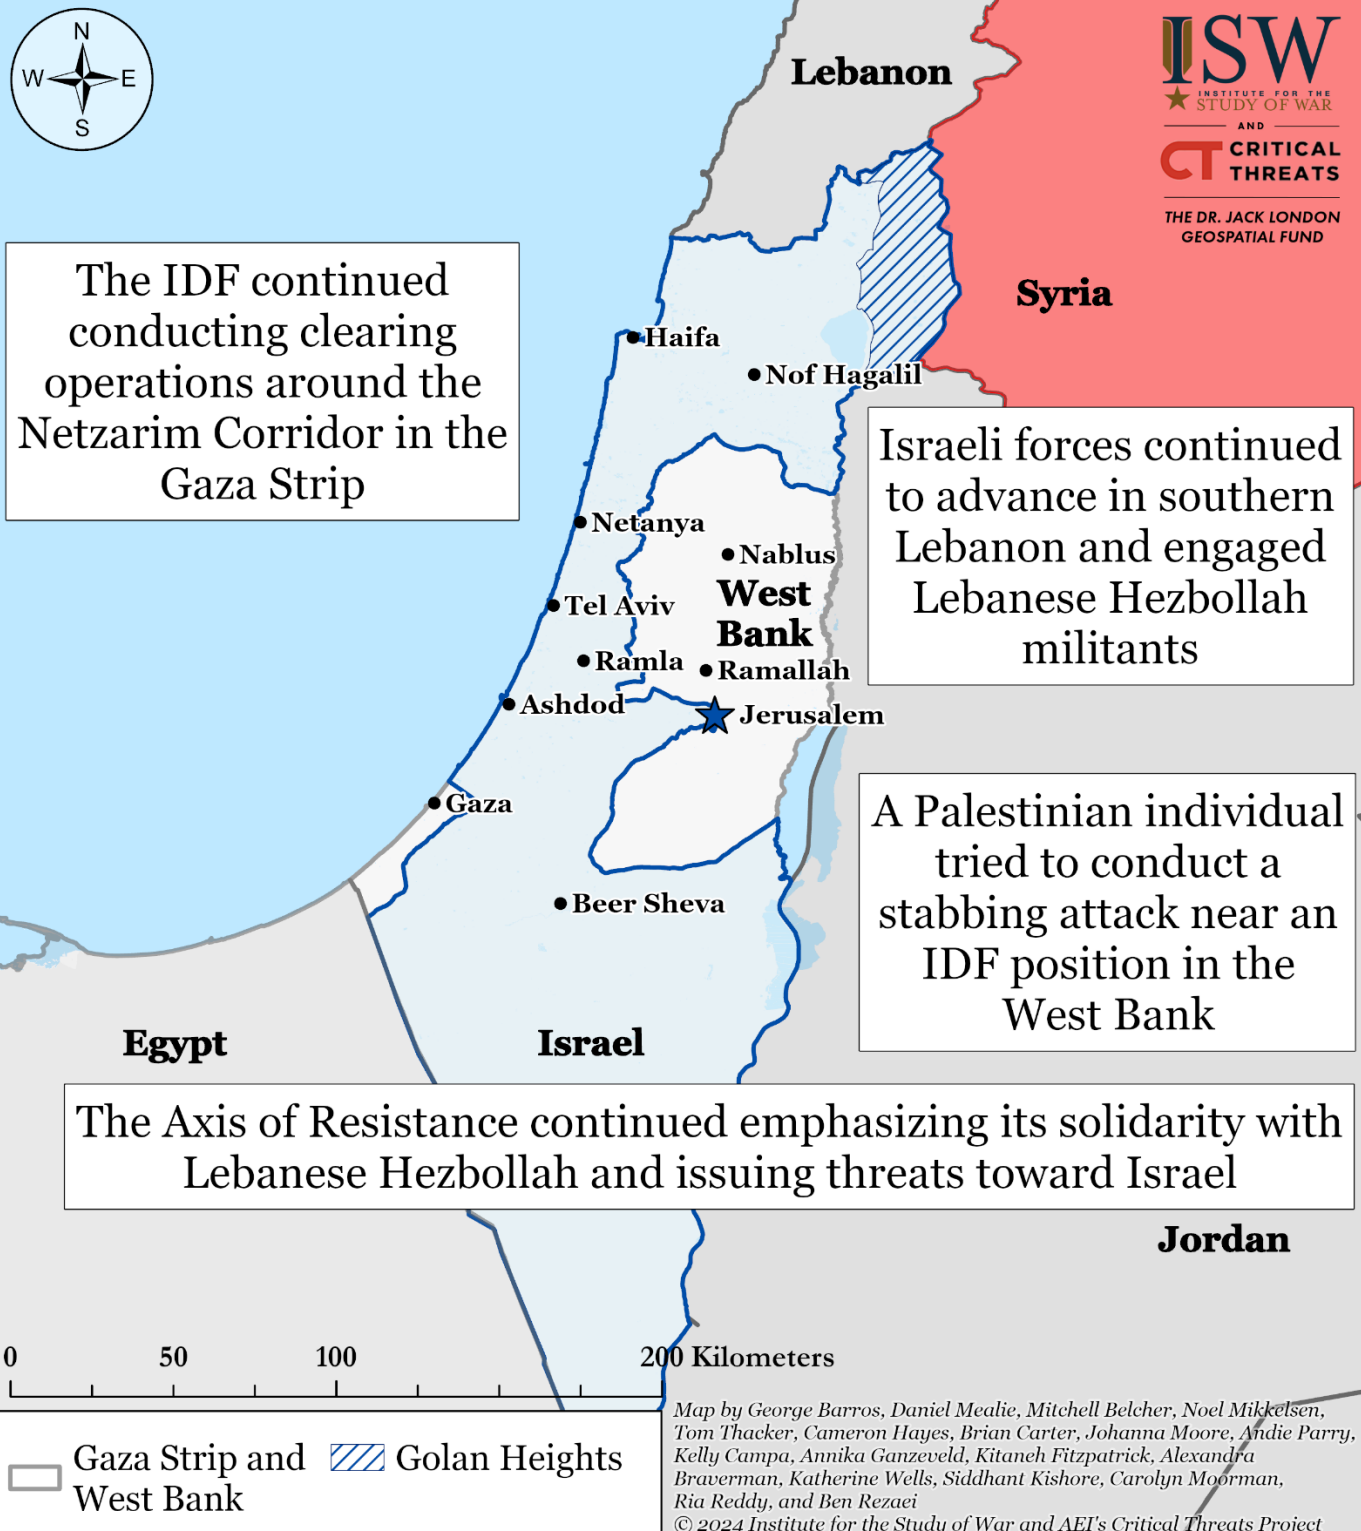 N
W
E
S
ISW
INSTITUTE FOR THE
STUDY OF WAR
AND
CT CRITICAL
THREATS
THE DR. JACK LONDON
GEOSPATIAL FUND
Lebanon
Syria
The IDF continued
conducting clearing
operations around the
Netzarim Corridor in the
Gaza Strip
Haifa
Nof Hagalil
Israeli forces continued
to advance in southern
Lebanon and engaged
Lebanese Hezbollah
militants
Netanya
Nablus
West
Bank
Tel Aviv
Ramla
Ramallah
Ashdod
Jerusalem
Gaza
A Palestinian individual
tried to conduct a
stabbing attack near an
IDF position in the
West Bank
Beer Sheva
Egypt
Israel
The Axis of Resistance continued emphasizing its solidarity with
Lebanese Hezbollah and issuing threats toward Israel
Jordan
0 50 100 200 Kilometers
Gaza Strip and
West Bank
Golan Heights
Map by George Barros, Daniel Mealie, Mitchell Belcher, Noel Mikkelsen,
Tom Thacker, Cameron Hayes, Brian Carter, Johanna Moore, Andie Parry,
Kelly Campa, Annika Ganzeveld, Kitaneh Fitzpatrick, Alexandra
Braverman, Katherine Wells, Siddhant Kishore, Carolyn Moorman,
Ria Reddy, and Ben Rezaei
© 2024 Institute for the Study of War and AEI's Critical Threats Project